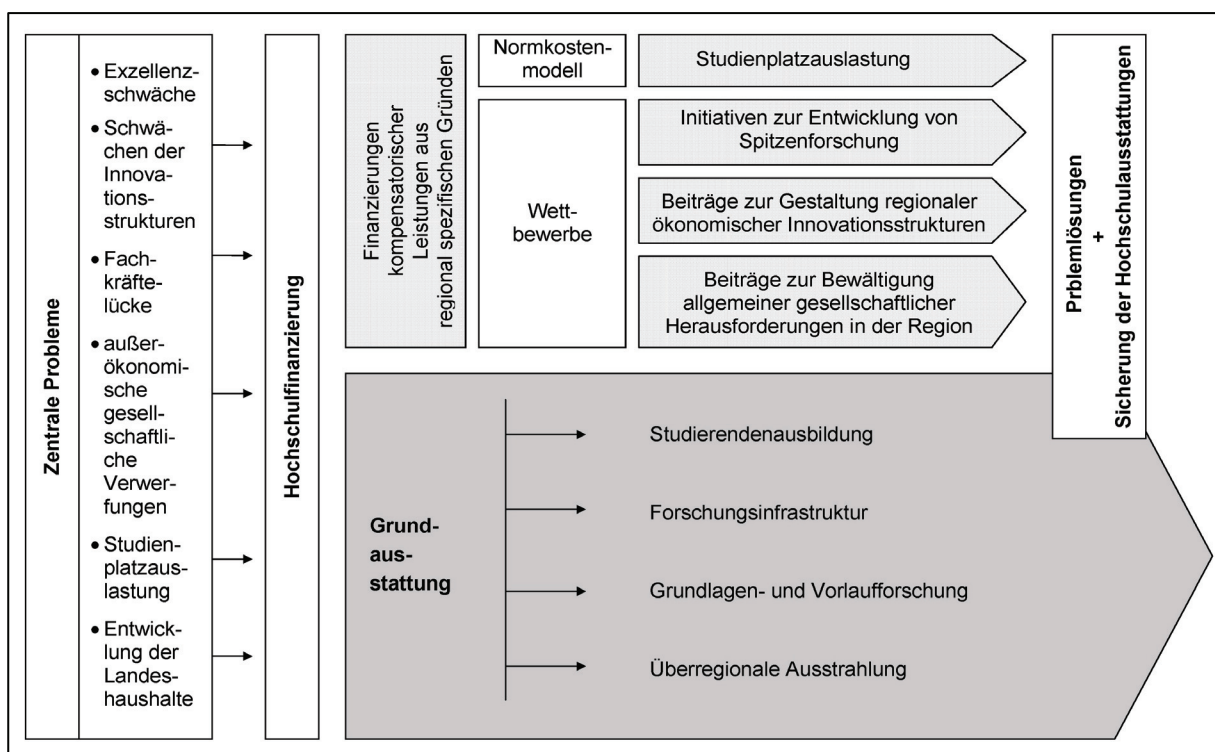 Zentrale Probleme
• Exzellenz-
schwäche
• Schwä-
chen der
Innova-
tions-
strukturen
• Fach-
kräfte-
lücke
• außer-
ökonomi-
sche
gesell-
schaftli-
che
Verwer-
fungen
• Studien-
platzaus-
lastung
• Entwick-
lung der
Landes-
haushalte
Hochschulfinanzierung
Finanzierungen
kompensatorischer
Leistungen aus
regional spezifischen Gründen
Normkosten-
modell
Studienplatzauslastung
Wett-
bewerbe
Initiativen zur Entwicklung von
Spitzenforschung
Beiträge zur Gestaltung regionaler
ökonomischer Innovationsstrukturen
Beiträge zur Bewältigung
allgemeiner gesellschaftlicher
Herausforderungen in der Region
Grund-
aus-
stattung
Studierendenausbildung
Forschungsinfrastruktur
Grundlagen- und Vorlaufforschung
Überregionale Ausstrahlung
Prblemlösungen
+
Sicherung der Hochschulausstattungen